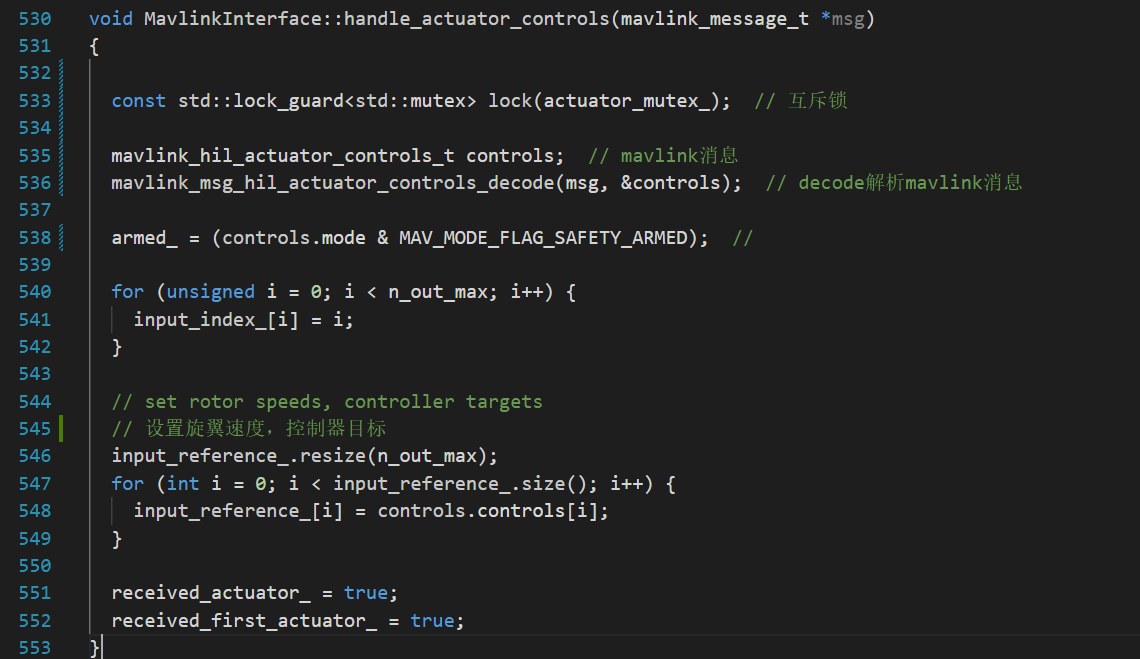 530 void MavlinkInterface::handle_actuator_controls(mavlink_message_t *msg)
531 {
532
533 const std::lock_guard<std::mutex> lock(actuator_mutex_); // 互斥锁
534
535 mavlink_hil_actuator_controls_t controls; // mavlink消息
536 mavlink_msg_hil_actuator_controls_decode(msg, &controls); // decode解析mavlink消息
537
538 armed_ = (controls.mode & MAV_MODE_FLAG_SAFETY_ARMED); //
539
540 for (unsigned i = 0; i < n_out_max; i++) {
541 input_index_[i] = i;
542 }
543
544 // set rotor speeds, controller targets
545 // 设置旋翼速度，控制器目标
546 input_reference_.resize(n_out_max);
547 for (int i = 0; i < input_reference_.size(); i++) {
548 input_reference_[i] = controls.controls[i];
549 }
550
551 received_actuator_ = true;
552 received_first_actuator_ = true;
553 }